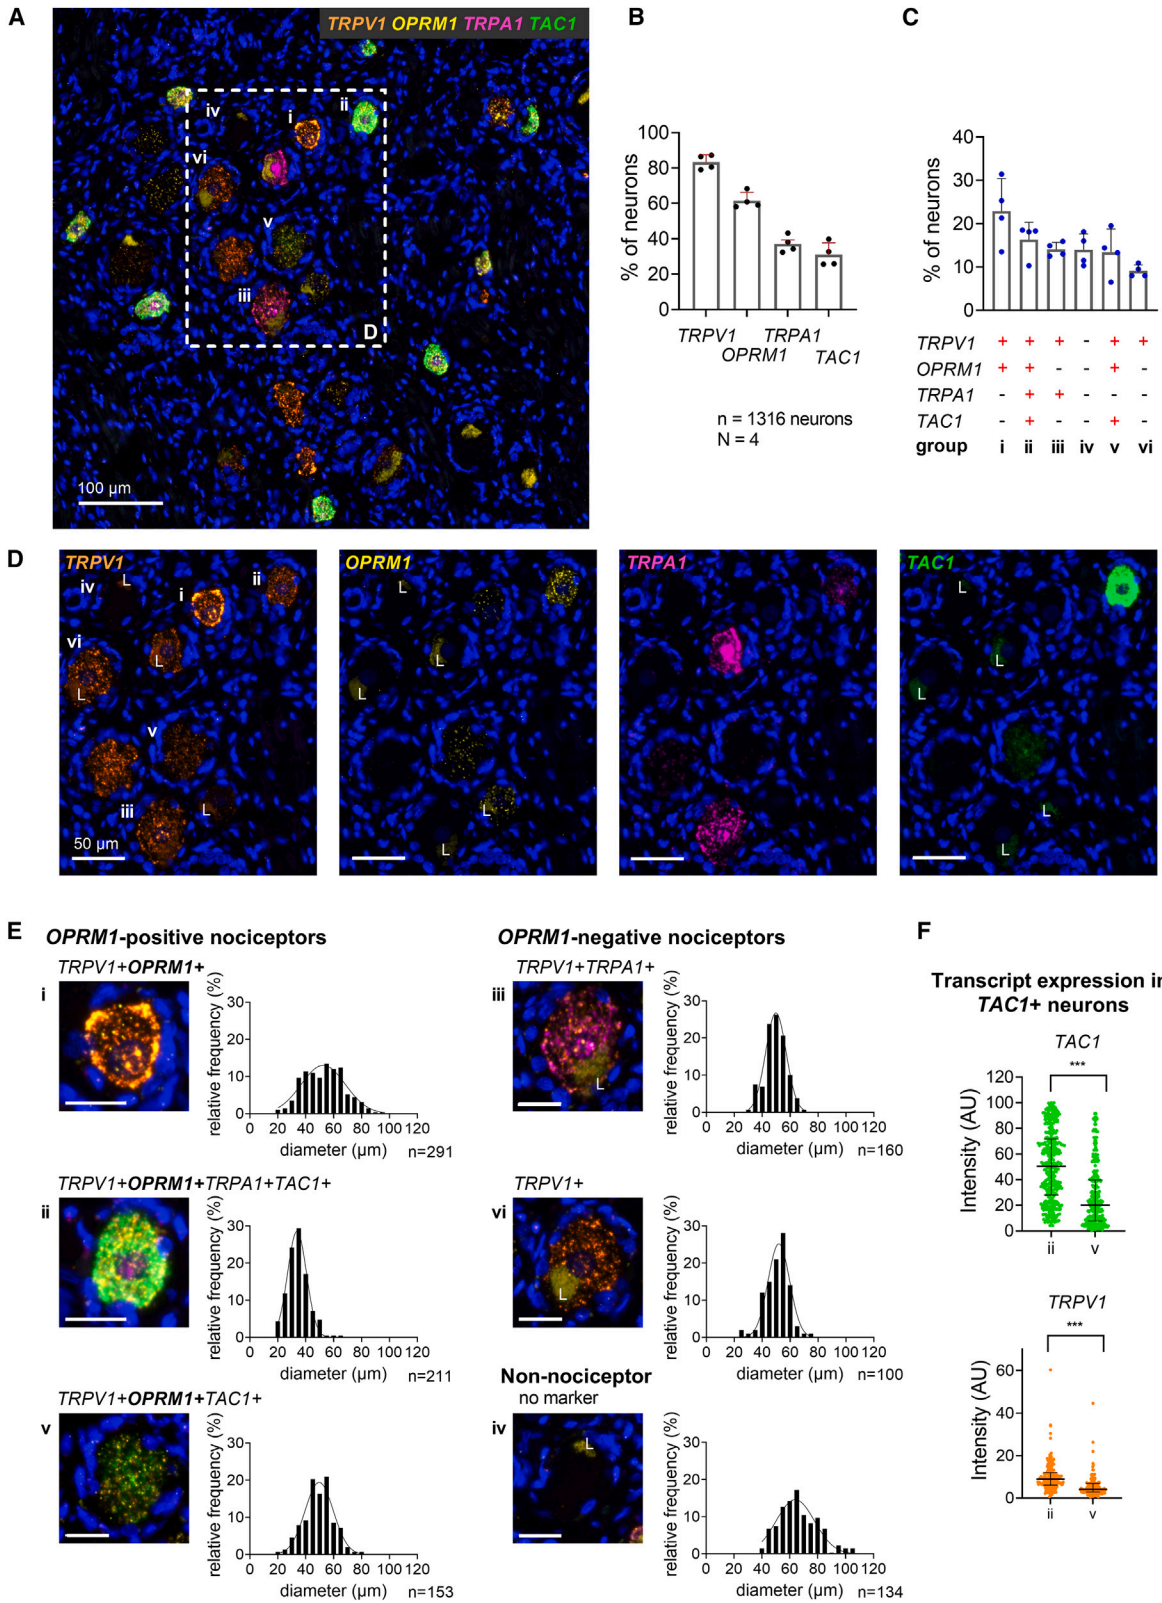 A
TRPV1 OPRM1 TRPA1 TAC1
iv
i
ii
vi
v
iii
D
100 µm
B
% of neurons
100
80
60
40
20
0
TRPV1
OPRM1
TRPA1
TAC1
n = 1316 neurons
N = 4
C
% of neurons
40
30
20
10
0
TRPV1 + + + - + +
OPRM1 + + - - + -
TRPA1 - + + - - -
TAC1 - + - - + -
group i ii iii iv v vi
D
TRPV1
iv
L
i
ii
vi
L
L
v
iii
L
50 µm
OPRM1
L
L
L
L
L
TRPA1
TAC1
L
L
L
L
L
E
OPRM1-positive nociceptors
TRPV1+OPRM1+
i
relative frequency (%)
30
20
10
0
0 20 40 60 80 100 120
diameter (µm)
n=291
TRPV1+OPRM1+TRPA1+TAC1+
ii
relative frequency (%)
30
20
10
0
0 20 40 60 80 100 120
diameter (µm)
n=211
TRPV1+OPRM1+TAC1+
v
relative frequency (%)
30
20
10
0
0 20 40 60 80 100 120
diameter (µm)
n=153
OPRM1-negative nociceptors
TRPV1+TRPA1+
iii
L
relative frequency (%)
30
20
10
0
0 20 40 60 80 100 120
diameter (µm)
n=160
TRPV1+
vi
L
relative frequency (%)
30
20
10
0
0 20 40 60 80 100 120
diameter (µm)
n=100
Non-nociceptor
no marker
iv
L
relative frequency (%)
30
20
10
0
0 20 40 60 80 100 120
diameter (µm)
n=134
F
Transcript expression in
TAC1+ neurons
TAC1
***
Intensity (AU)
120
100
80
60
40
20
0
ii v
TRPV1
***
Intensity (AU)
60
40
20
0
ii v